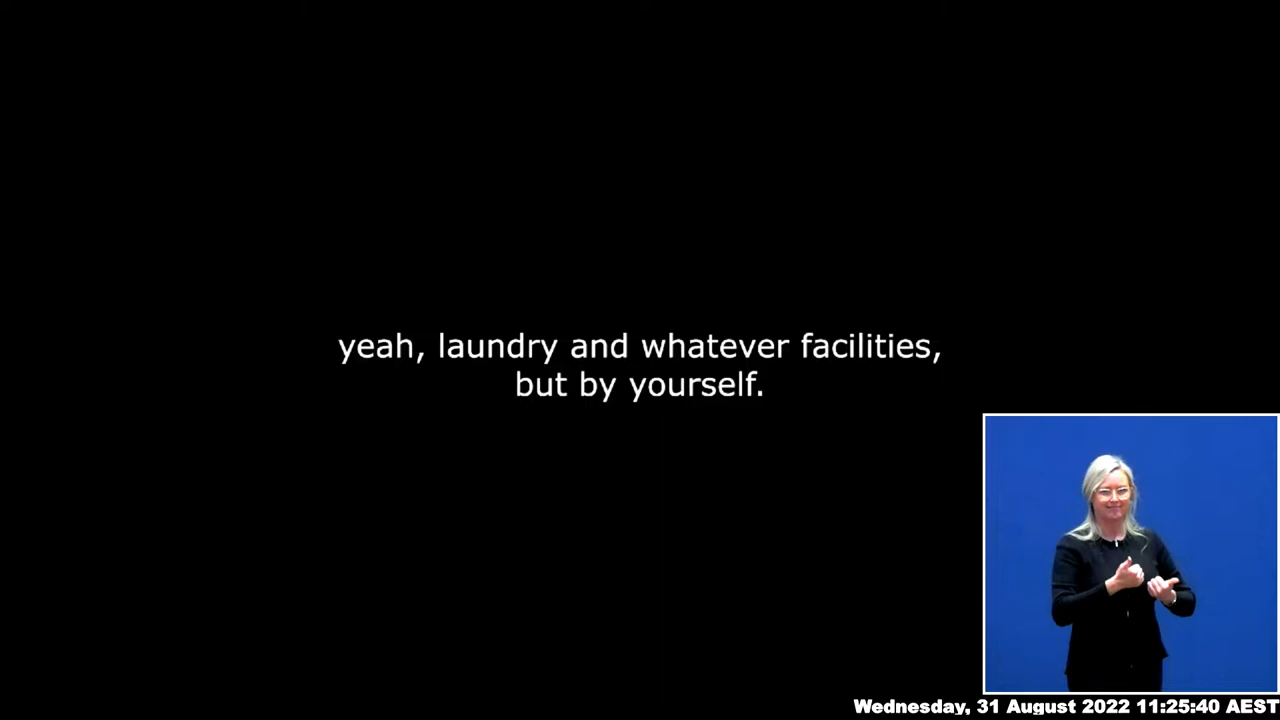 yeah, laundry and whatever facilities,
but by yourself.
Wednesday, 31 August 2022 11:25:40 AEST